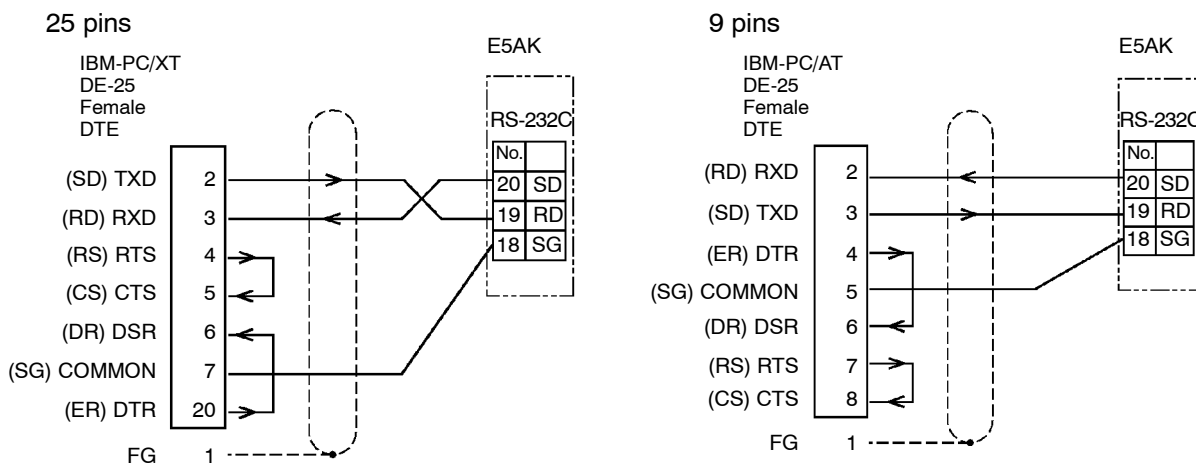 25 pins
IBM-PC/XT
DE-25
Female
DTE
E5AK
RS-232C
No.
(SD) TXD 2
20 SD
(RD) RXD 3
19 RD
(RS) RTS 4
18 SG
(CS) CTS 5
(DR) DSR 6
(SG) COMMON 7
(ER) DTR 20
FG 1
9 pins
IBM-PC/AT
DE-25
Female
DTE
E5AK
RS-232C
No.
(RD) RXD 2
20 SD
(SD) TXD 3
19 RD
(ER) DTR 4
18 SG
(SG) COMMON 5
(DR) DSR 6
(RS) RTS 7
(CS) CTS 8
FG 1